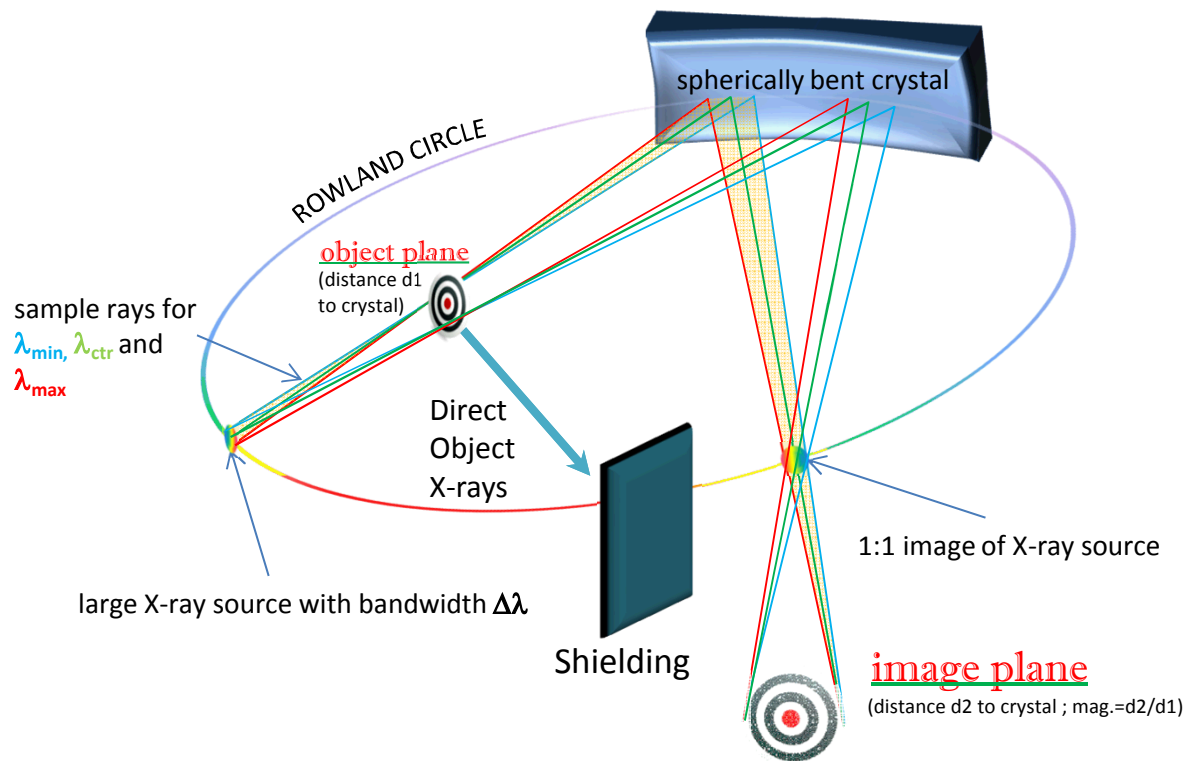 spherically bent crystal
ROWLAND CIRCLE
object plane
(distance d1
to crystal)
sample rays for
λmin, λctr and
λmax
Direct
Object
X-rays
1:1 image of X-ray source
large X-ray source with bandwidth Δλ
Shielding
image plane
(distance d2 to crystal ; mag.=d2/d1)